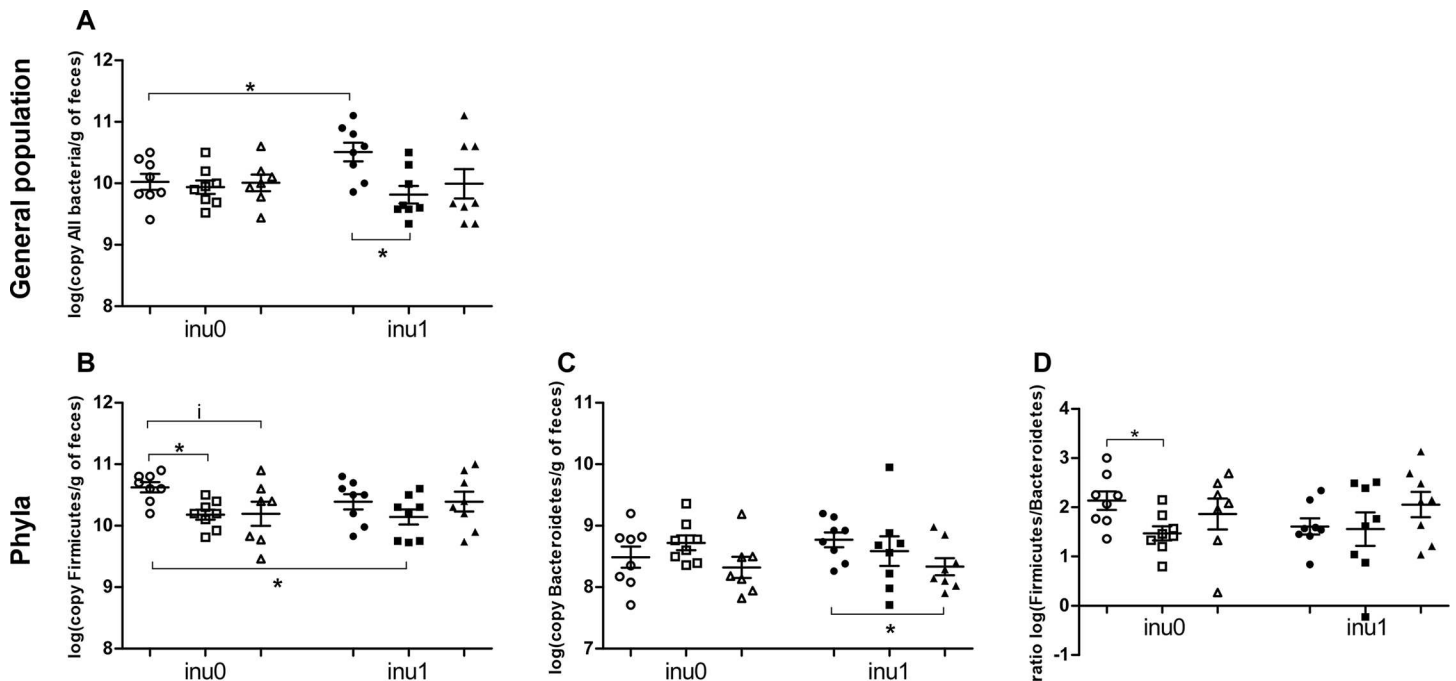 General population
A
log(copy All bacteria/g of feces)
12
11
10
9
8
*
*
inu0
inu1
Phyla
B
log(copy Firmicutes/g of feces)
12
11
10
9
8
i
*
*
inu0
inu1
C
log(copy Bacteroidetes/g of feces)
11
10
9
8
7
*
inu0
inu1
D
ratio log(Firmicutes/Bacteroidetes)
4
3
2
1
0
-1
*
inu0
inu1